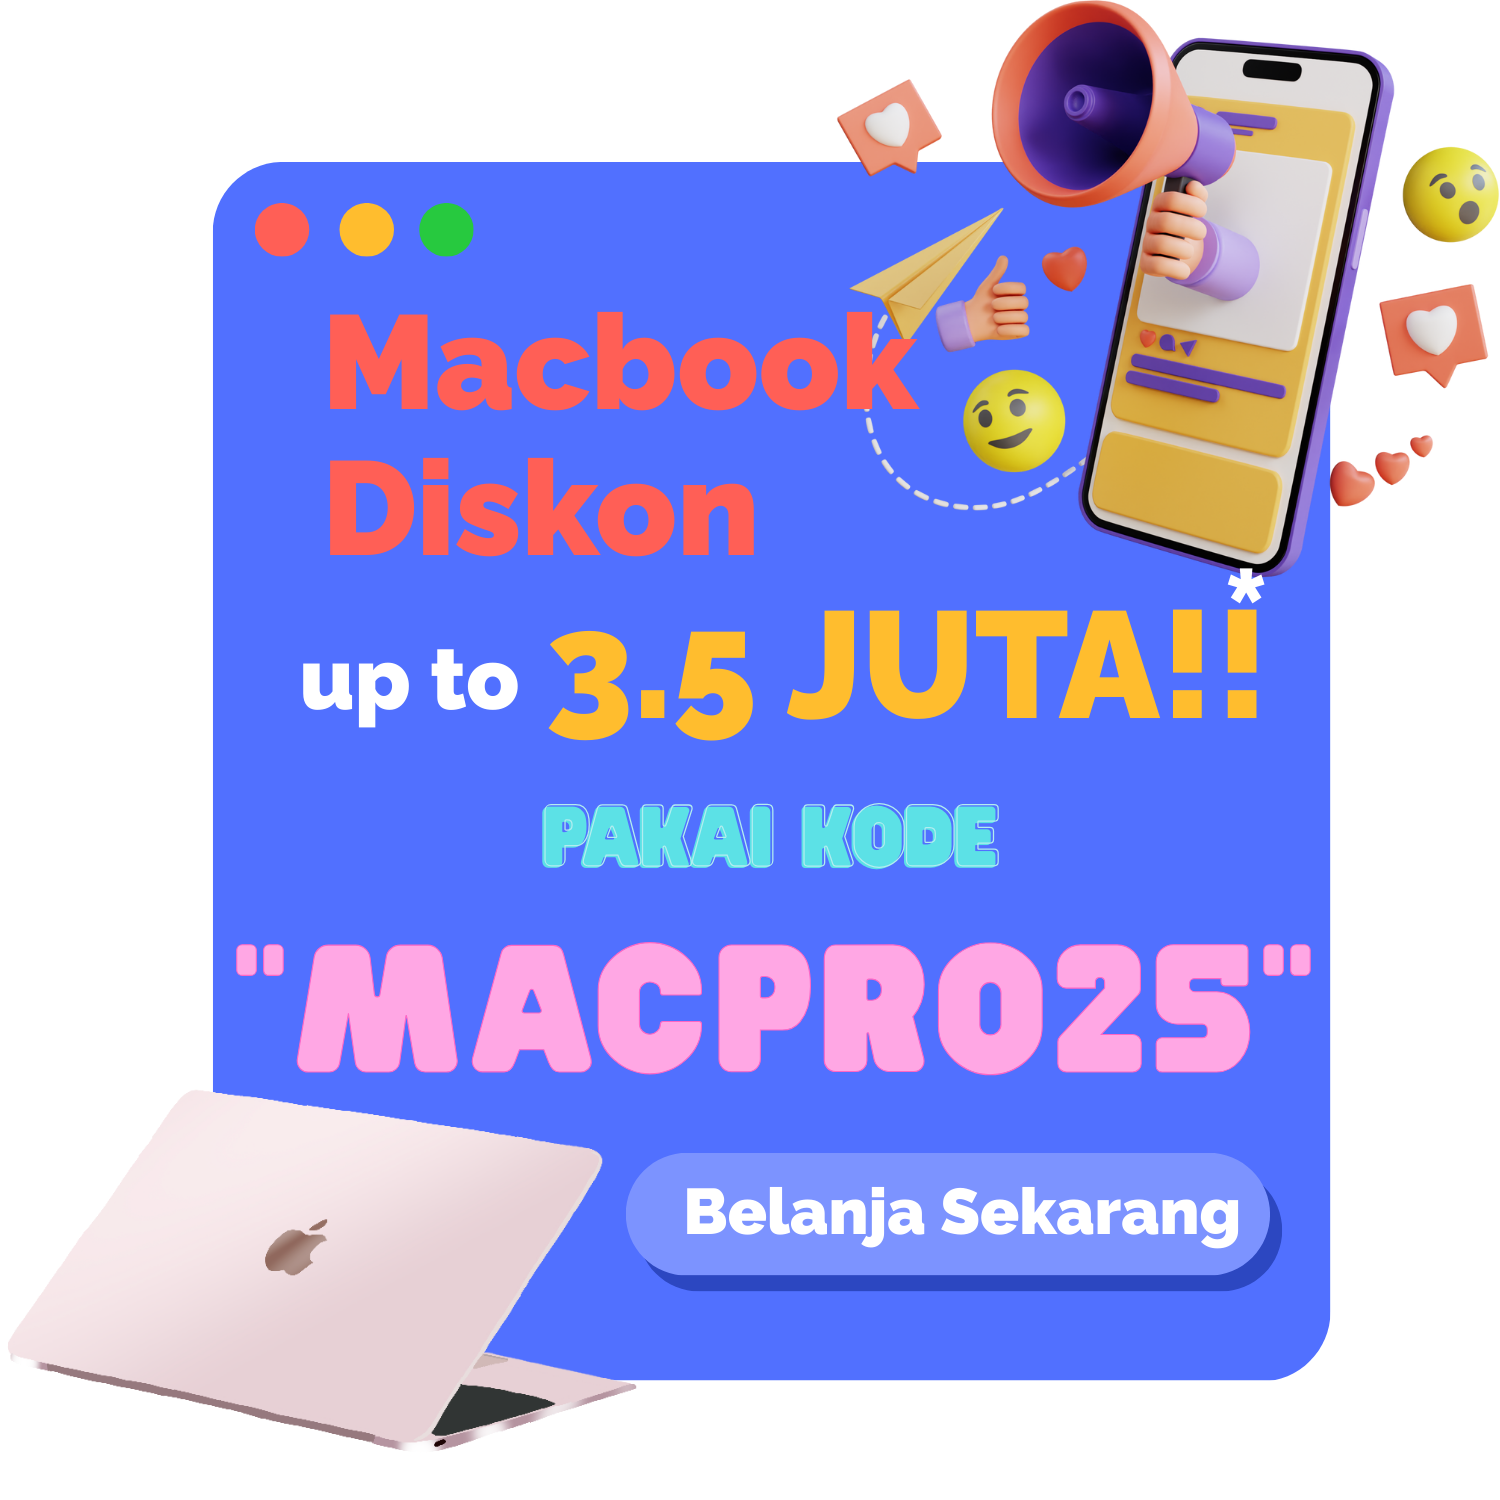 Macbook
Diskon
up to 3.5 JUTA!!*
PAKAI KODE
"MACPRO25"
Belanja Sekarang